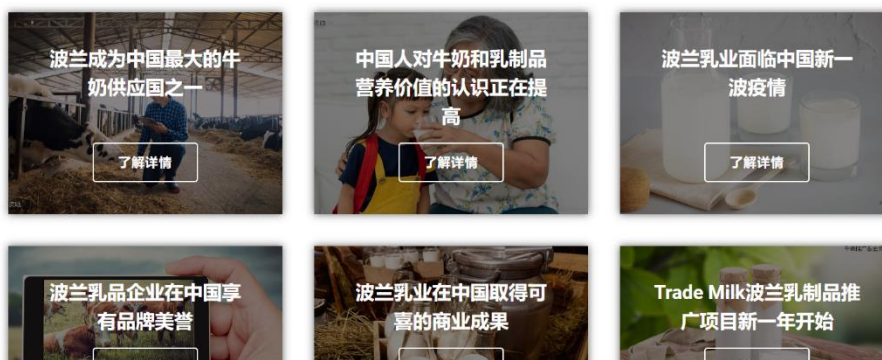 波兰成为中国最大的牛
奶供应国之一
了解详情
中国人对牛奶和乳制品
营养价值的认识正在提
高
了解详情
波兰乳业面临中国新一
波疫情
了解详情
波兰乳品企业在中国享
有品牌美誉
波兰乳业在中国取得可
喜的商业成果
Trade Milk波兰乳制品推
广项目新一年开始